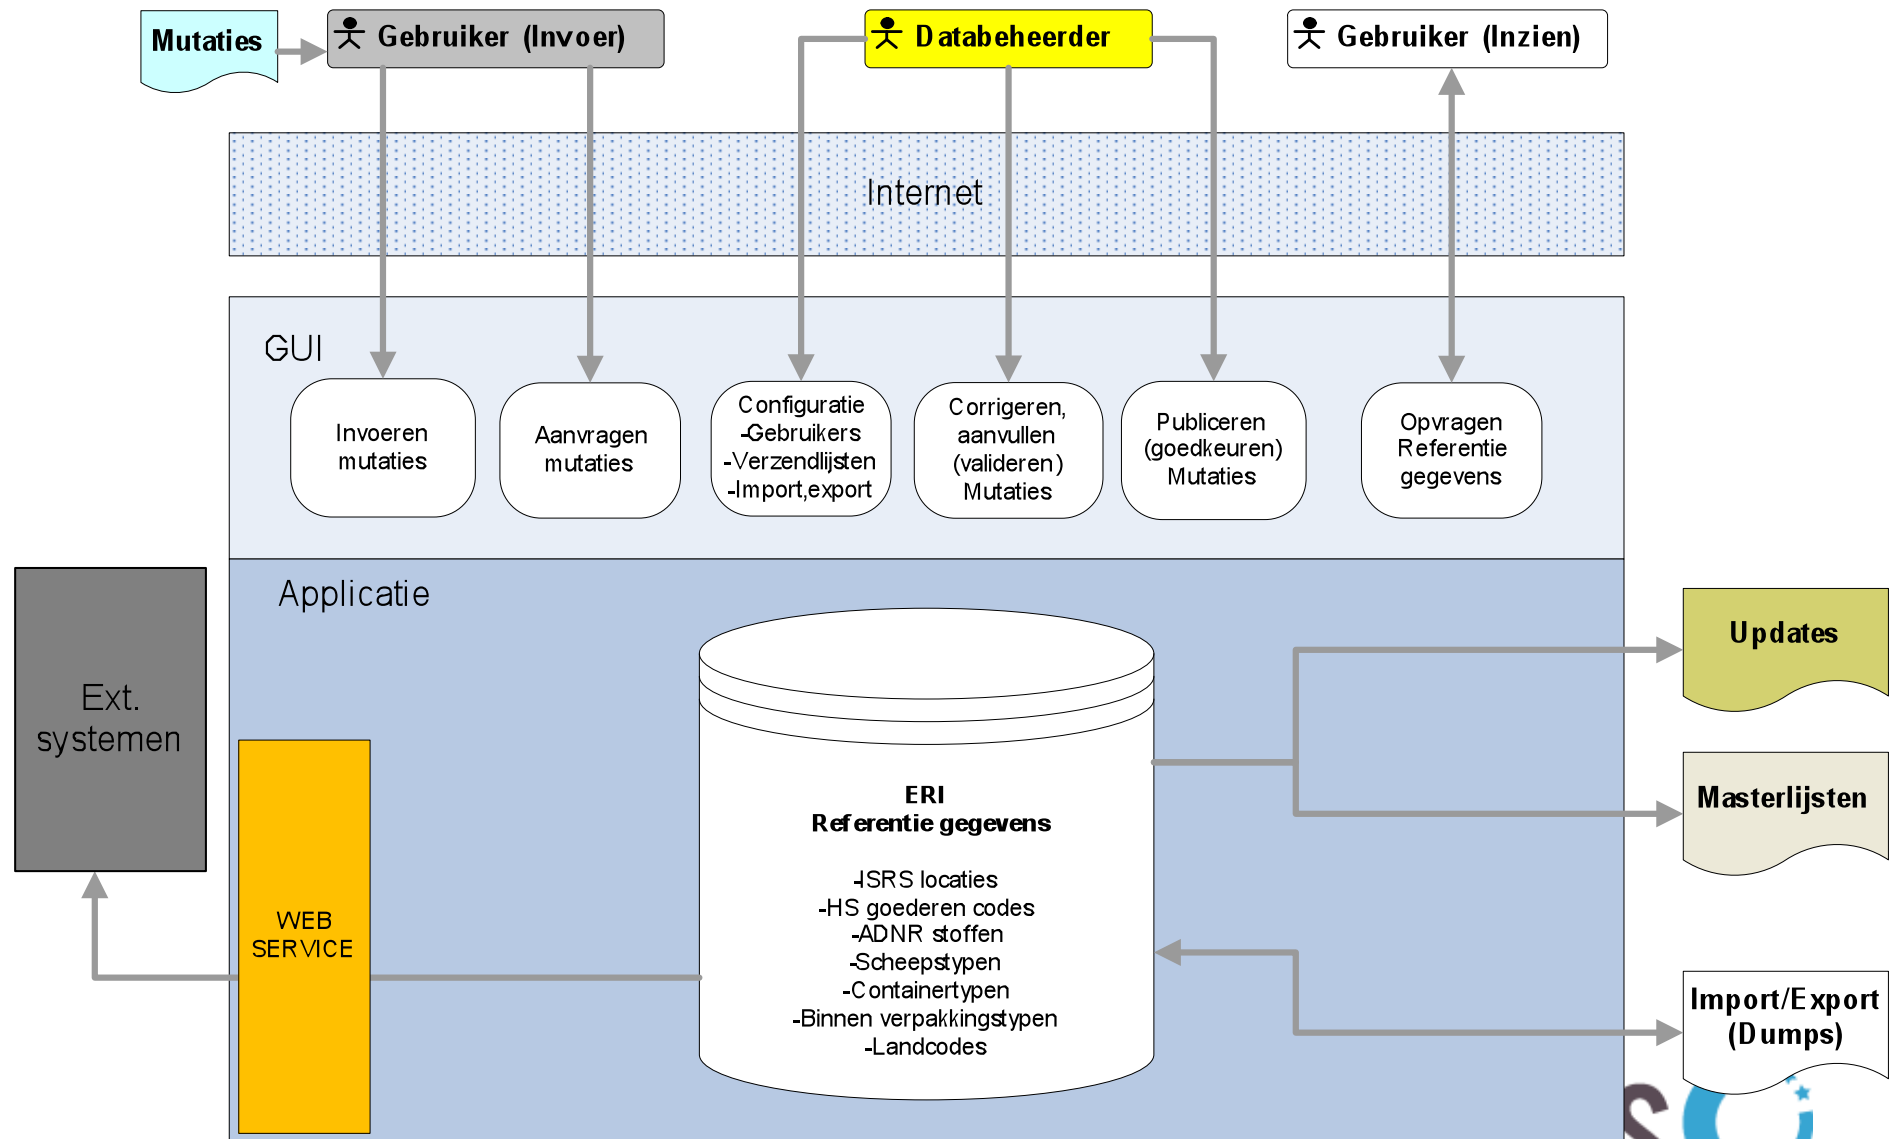 Mutaties
Gebruiker (Invoer)
Databeheerder
Gebruiker (Inzien)
Internet
GUI
Invoeren
mutaties
Aanvragen
mutaties
Configuratie
-Gebruikers
-Verzendlijsten
-Import,export
Corrigeren,
aanvullen
(valideren)
Mutaties
Publiceren
(goedkeuren)
Mutaties
Opvragen
Referentie
gegevens
Applicatie
Ext.
systemen
WEB
SERVICE
ERI
Referentie gegevens
-ISRS locaties
-HS goederen codes
-ADNR stoffen
-Scheepstypen
-Containertypen
-Binnen verpakkingstypen
-Landcodes
Updates
Masterlijsten
Import/Export
(Dumps)